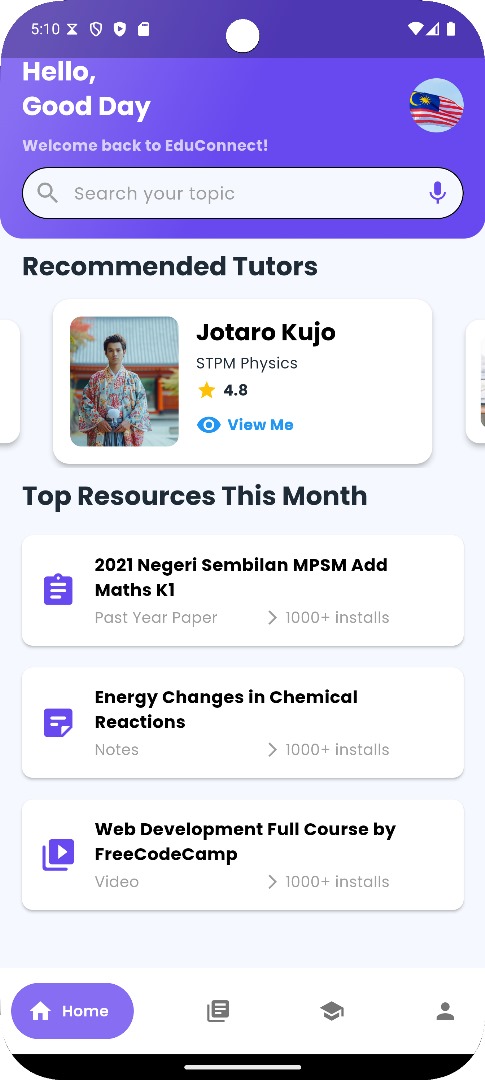 5:10
Hello,
Good Day
Welcome back to EduConnect!
Search your topic
Recommended Tutors
Jotaro Kujo
STPM Physics
4.8
View Me
Top Resources This Month
2021 Negeri Sembilan MPSM Add
Maths K1
Past Year Paper
1000+ installs
Energy Changes in Chemical
Reactions
Notes
1000+ installs
Web Development Full Course by
FreeCodeCamp
Video
1000+ installs
Home